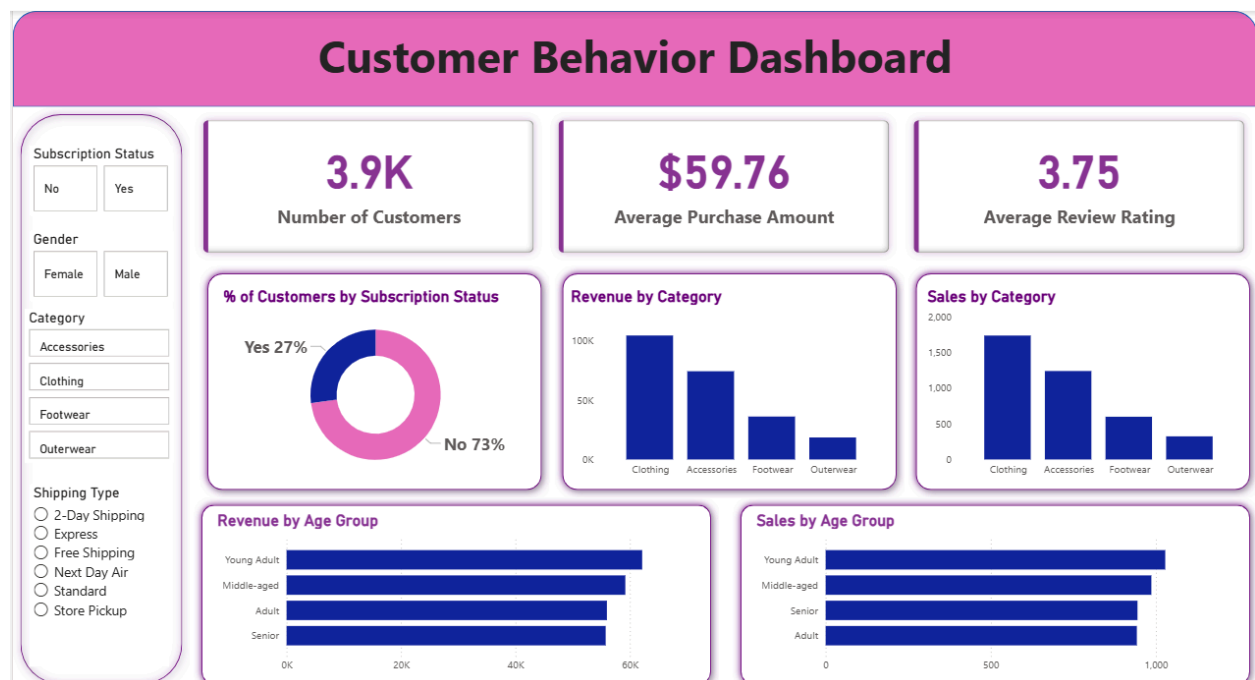 Customer Behavior Dashboard
Subscription Status
No
Yes
Gender
Female
Male
Category
Accessories
Clothing
Footwear
Outerwear
Shipping Type
2-Day Shipping
Express
Free Shipping
Next Day Air
Standard
Store Pickup
3.9K
Number of Customers
$59.76
Average Purchase Amount
3.75
Average Review Rating
% of Customers by Subscription Status
Yes 27%
No 73%
Revenue by Category
100K
50K
0K
Clothing Accessories Footwear Outerwear
Sales by Category
2,000
1,500
1,000
500
0
Clothing Accessories Footwear Outerwear
Revenue by Age Group
Young Adult
Middle-aged
Adult
Senior
0K 20K 40K 60K
Sales by Age Group
Young Adult
Middle-aged
Senior
Adult
0 500 1,000